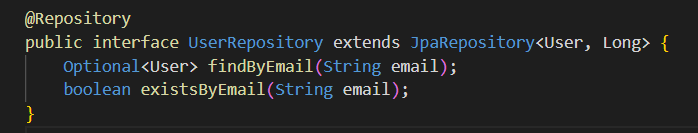 @Repository
public interface UserRepository extends JpaRepository<User, Long> {
    Optional<User> findByEmail(String email);
    boolean existsByEmail(String email);
}